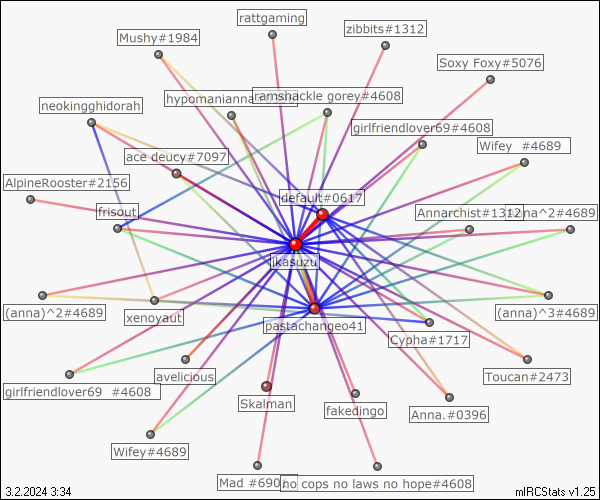 rattgaming
zibbits#1312
Mushy#1984
Soxy Foxy#5076
hypomanianna
ramshackle gorey#4608
neokingghidorah
girlfriendlover69#4608
Wifey  #4689
ace deucy#7097
AlpineRooster#2156
default#0617
frisout
Annarchist#1312
^2#4689
ikasuzu
(anna)^2#4689
(anna)^3#4689
xenoyaut
pastachangeo41
Cypha#1717
avelicious
Toucan#2473
girlfriendlover69  #4608
Skalman
fakedingo
Anna.#0396
Wifey#4689
Mad #690
no cops no laws no hope#4608
3.2.2024 3:34
mIRCStats v1.25